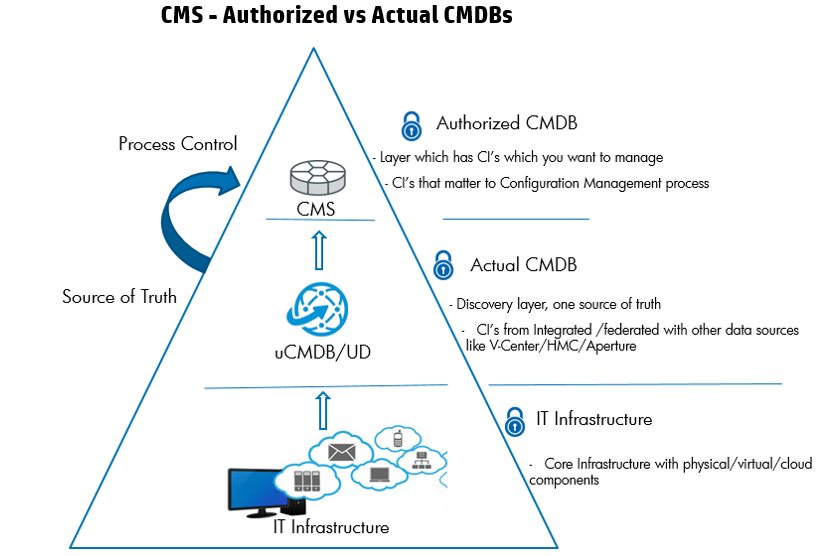 CMS - Authorized vs Actual CMDBs
Authorized CMDB
Process Control
- Layer which has CI's which you want to manage
- CI's that matter to Configuration Management process
CMS
Actual CMDB
Source of Truth
- Discovery layer, one source of truth
- CI's from Integrated /federated with other data sources
like V-Center/HMC/Aperture
uCMDB/UD
IT Infrastructure
- Core Infrastructure with physical/virtual/cloud
components
IT Infrastructure